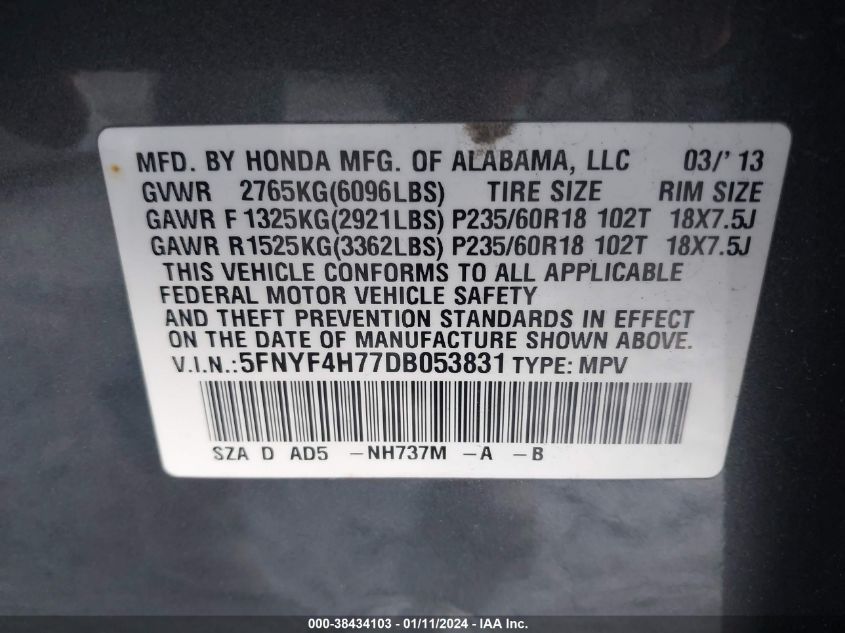 MFD. BY HONDA MFG. OF ALABAMA, LLC 03/' 13
GVWR 2765KG(6096LBS) TIRE SIZE RIM SIZE
GAWR F 1325KG(2921LBS) P235/60R18 102T 18X7.5J
GAWR R1525KG(3362LBS) P235/60R18 102T 18X7.5J
THIS VEHICLE CONFORMS TO ALL APPLICABLE
FEDERAL MOTOR VEHICLE SAFETY
AND THEFT PREVENTION STANDARDS IN EFFECT
ON THE DATE OF MANUFACTURE SHOWN ABOVE.
V.I.N.:5FNYF4H77DB053831 TYPE: MPV
SZA D AD5 -NH737M -A -B
000-38434103 - 01/11/2024 - IAA Inc.